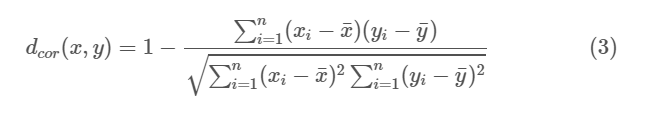 d_{cor}(x, y) = 1 - \frac{\sum_{i=1}^{n}(x_i - \bar{x})(y_i - \bar{y})}{\sqrt{\sum_{i=1}^{n}(x_i - \bar{x})^2 \sum_{i=1}^{n}(y_i - \bar{y})^2}} (3)